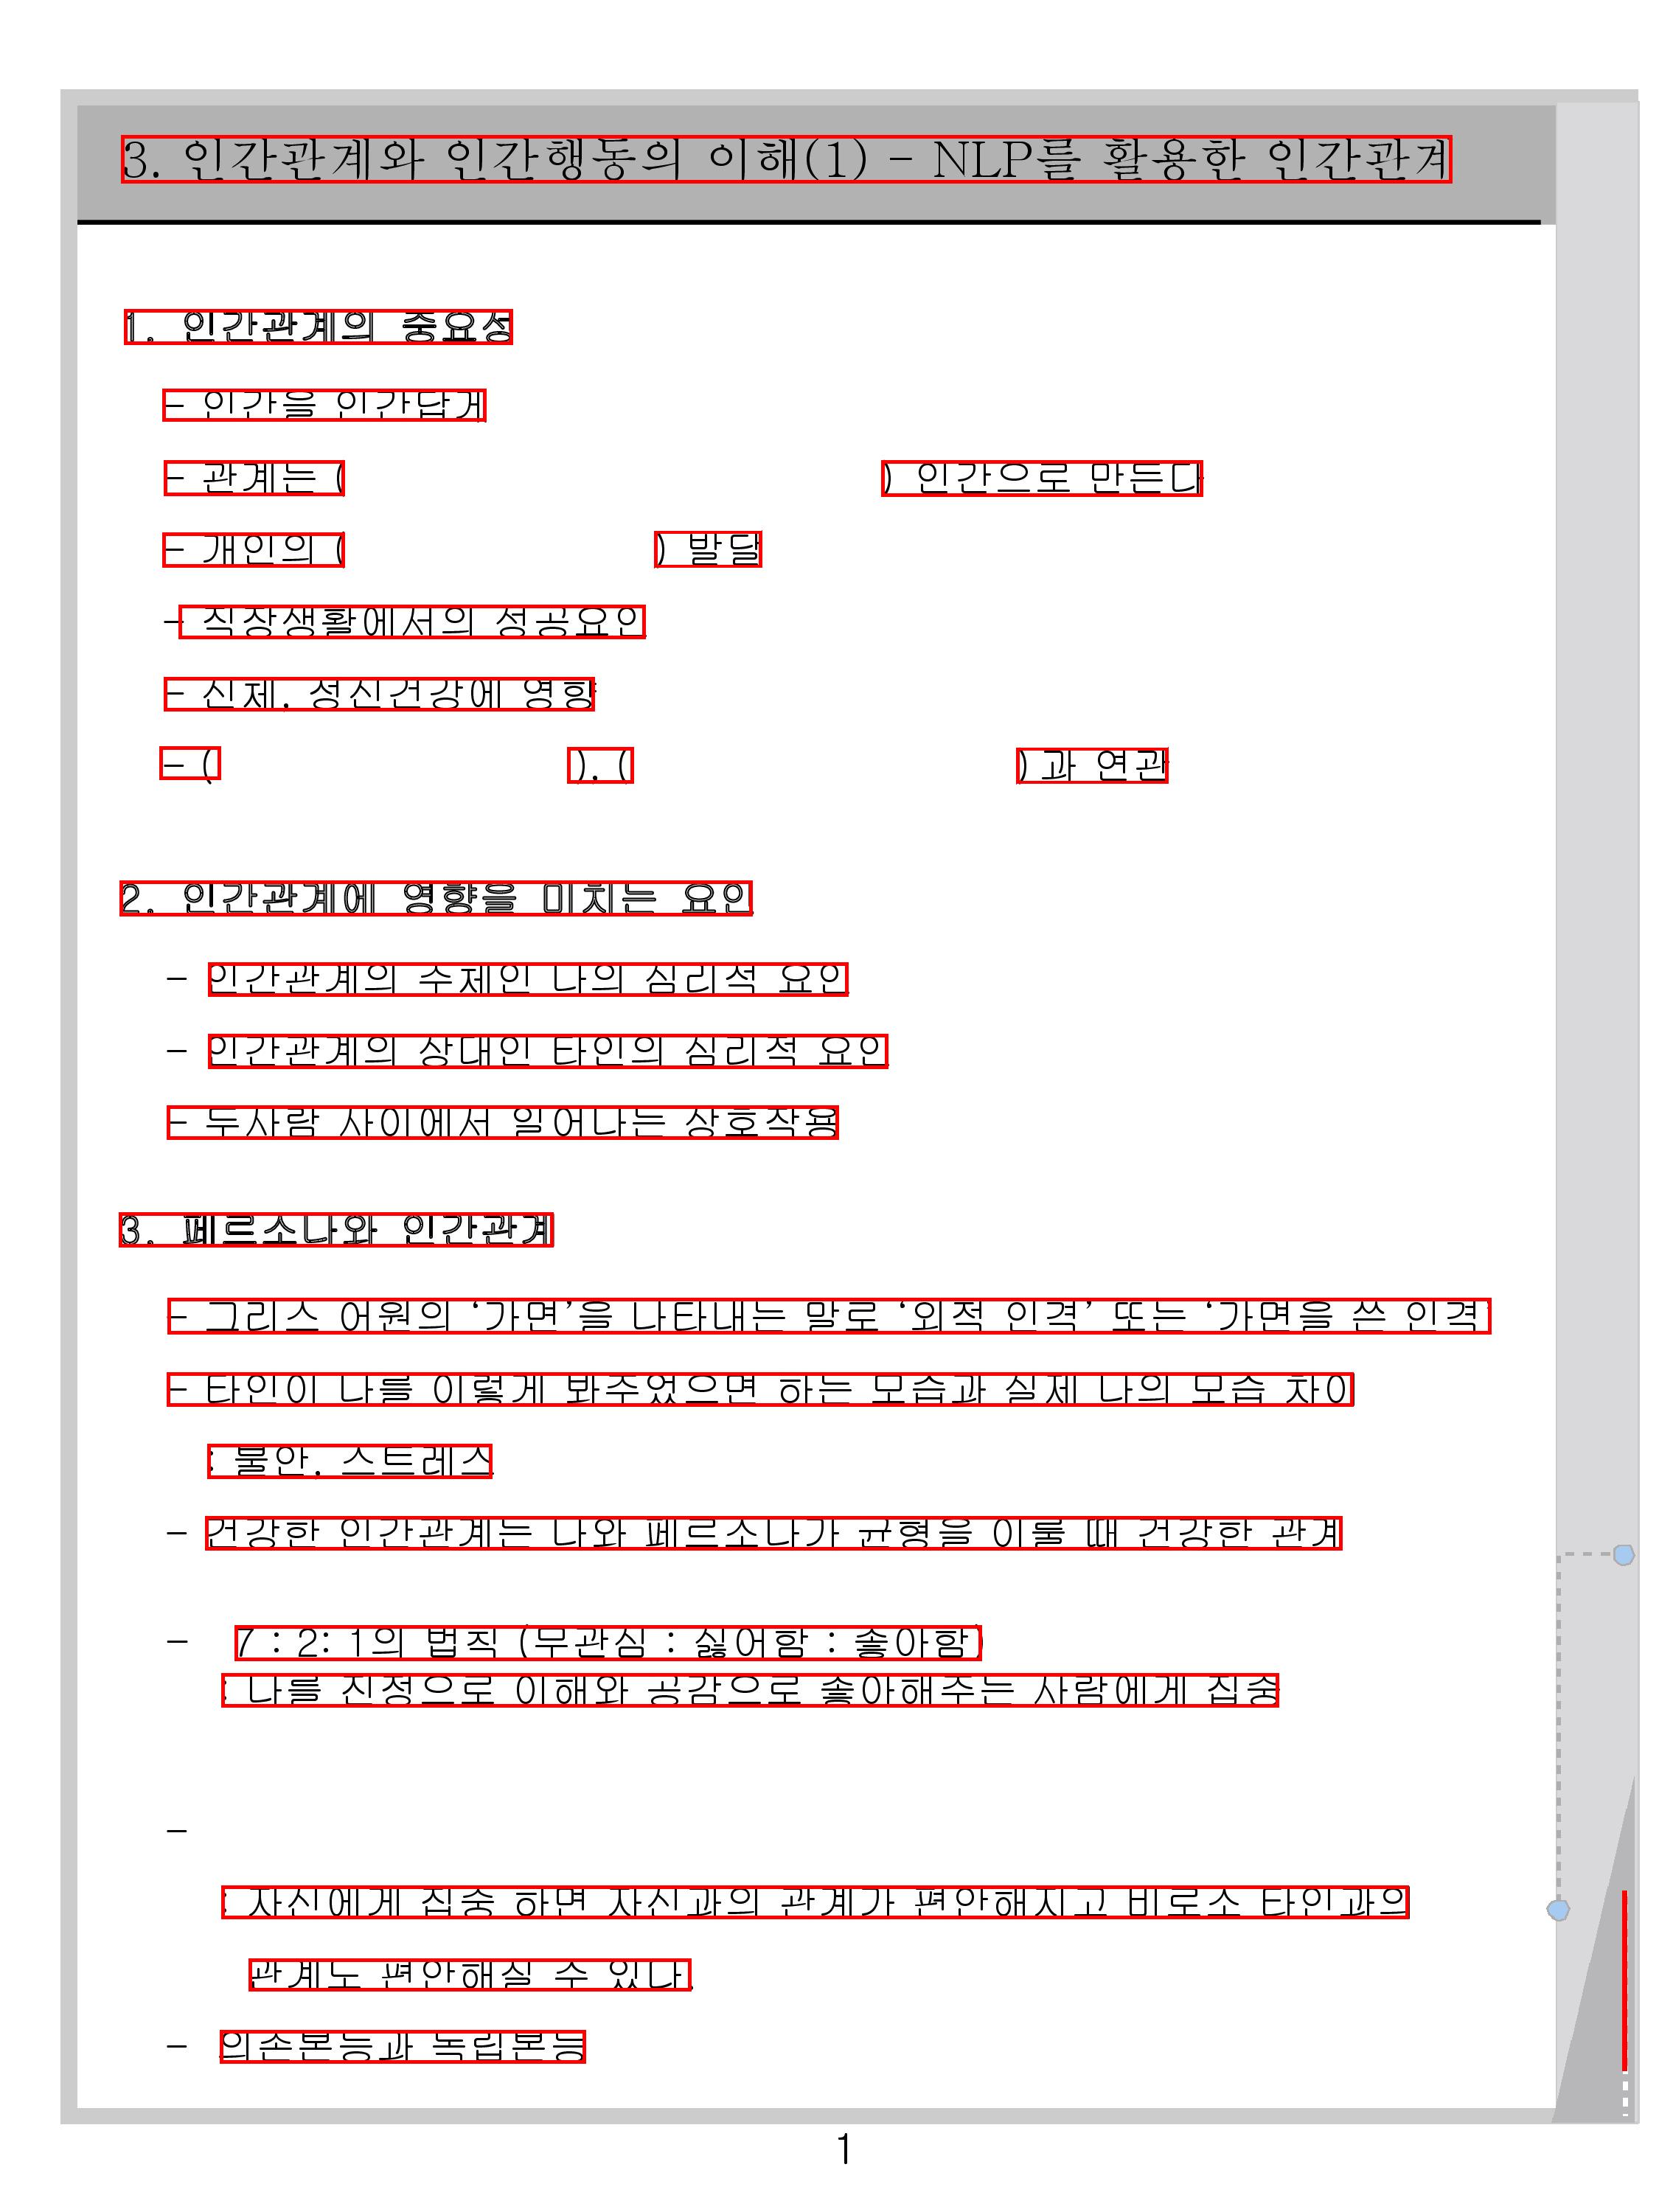 3. 인간관계와 인간행동의 이해(1) - NLP를 활용한 인간관계
1. 인간관계의 중요성
- 인간을 인간답게
- 관계는 ( ) 인간으로 만든다
- 개인의 ( ) 발달
- 직장생활에서의 성공요인
- 신체, 정신건강에 영향
- ( ), ( ) 과 연관
2. 인간관계에 영향을 미치는 요인
- 인간관계의 주체인 나의 심리적 요인
- 인간관계의 상대인 타인의 심리적 요인
- 두사람 사이에서 일어나는 상호작용
3. 페르소나와 인간관계
- 그리스 어원의 ‘가면’을 나타내는 말로 ‘외적 인격’ 또는 ‘가면을 쓴 인격’
- 타인이 나를 이렇게 봐주었으면 하는 모습과 실제 나의 모습 차이
: 불안, 스트레스
- 건강한 인간관계는 나와 페르소나가 균형을 이룰 때 건강한 관계
- 7 : 2: 1의 법칙 (무관심 : 싫어함 : 좋아함)
: 나를 진정으로 이해와 공감으로 좋아해주는 사람에게 집중
-
: 자신에게 집중 하면 자신과의 관계가 편안해지고 비로소 타인과의
관계도 편안해질 수 있다.
- 의존본능과 독립본능
1